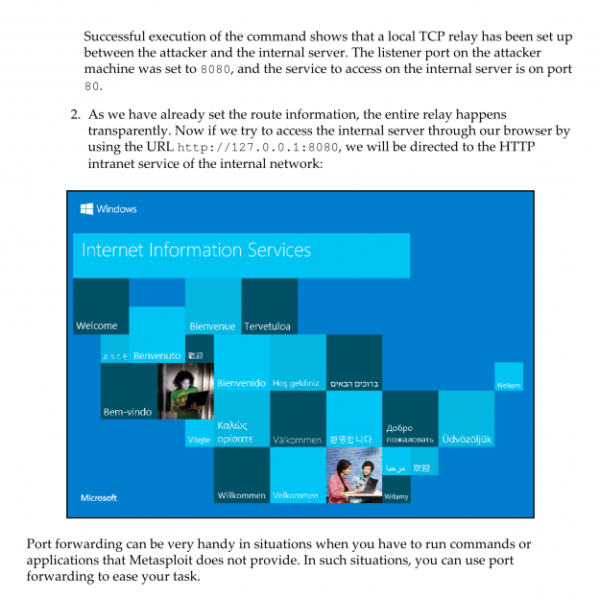 Successful execution of the command shows that a local TCP relay has been set up
between the attacker and the internal server. The listener port on the attacker
machine was set to 8080, and the service to access on the internal server is on port
80.
2. As we have already set the route information, the entire relay happens
transparently. Now if we try to access the internal server through our browser by
using the URL http://127.0.0.1:8080, we will be directed to the HTTP
intranet service of the internal network:
Windows
Internet Information Services
Welcome
Bienvenue
Tervetuloa
ようこそ
Benvenuto
歓迎
Bienvenido
Hoş geldiniz
ברוכים הבאים
Welkom
Bem-vindo
Vítejte
Καλώς
ορίσατε
Välkommen
환영합니다
Добро
пожаловать
Üdvözöljük
Microsoft
Willkommen
Velkommen
مرحبا
欢迎
Witamy
Port forwarding can be very handy in situations when you have to run commands or
applications that Metasploit does not provide. In such situations, you can use port
forwarding to ease your task.